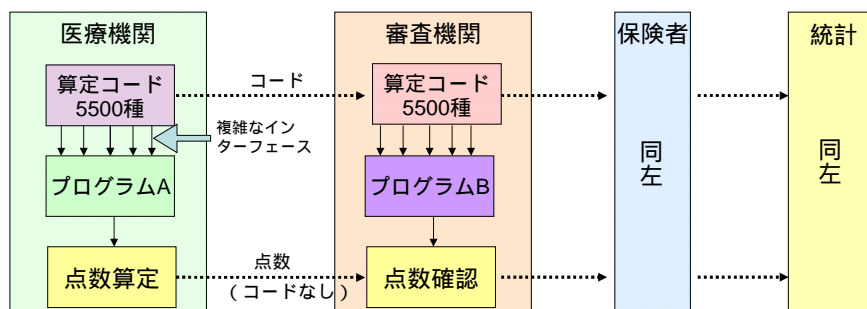 医療機関
審査機関
保険者
統計
算定コード
5500種
コード
算定コード
5500種
複雑なイン
ターフェース
プログラムA
プログラムB
同左
同左
点数算定
点数
(コードなし)
点数確認